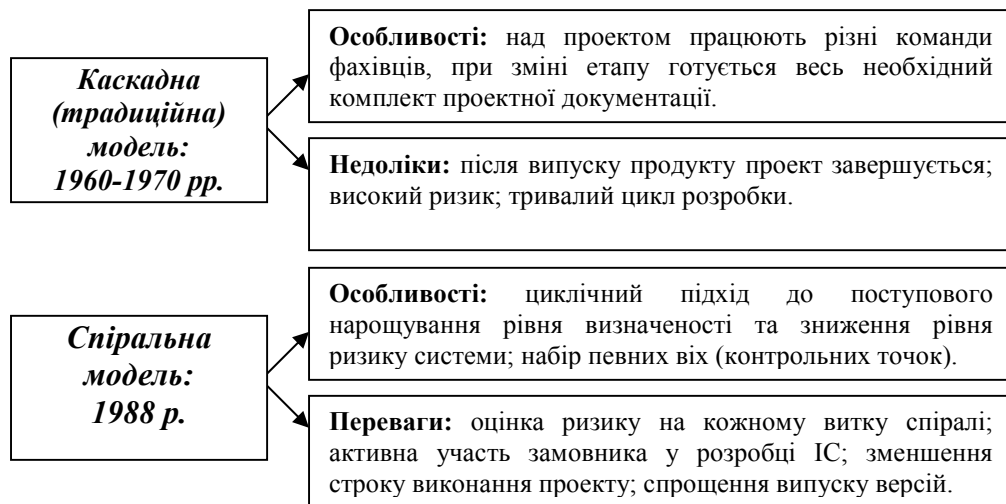 Каскадна
(традиційна)
модель:
1960-1970 рр.
Особливості: над проектом працюють різні команди
фахівців, при зміні етапу готується весь необхідний
комплект проектної документації.
Недоліки: після випуску продукту проект завершується;
високий ризик; тривалий цикл розробки.
Спіральна
модель:
1988 р.
Особливості: циклічний підхід до поступового
нарощування рівня визначеності та зниження рівня
ризику системи; набір певних віх (контрольних точок).
Переваги: оцінка ризику на кожному витку спіралі;
активна участь замовника у розробці ІС; зменшення
строку виконання проекту; спрощення випуску версій.